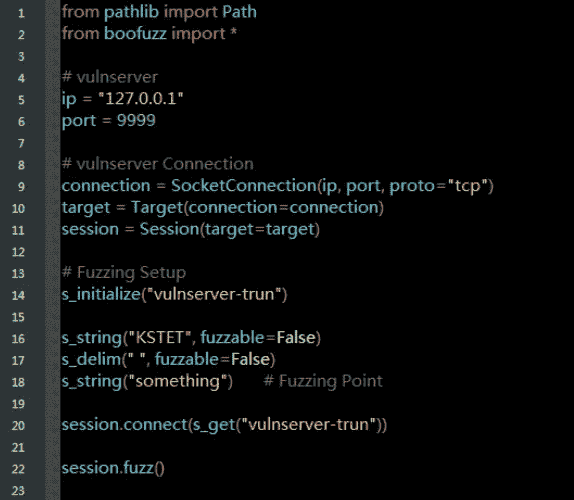 1 from pathlib import Path
2 from boofuzz import *
3
4 # vulnserver
5 ip = "127.0.0.1"
6 port = 9999
7
8 # vulnserver Connection
9 connection = SocketConnection(ip, port, proto="tcp")
10 target = Target(connection=connection)
11 session = Session(target=target)
12
13 # Fuzzing Setup
14 s_initialize("vulnserver-trun")
15
16 s_string("KSTET", fuzzable=False)
17 s_delim(" ", fuzzable=False)
18 s_string("something") # Fuzzing Point
19
20 session.connect(s_get("vulnserver-trun"))
21
22 session.fuzz()
23